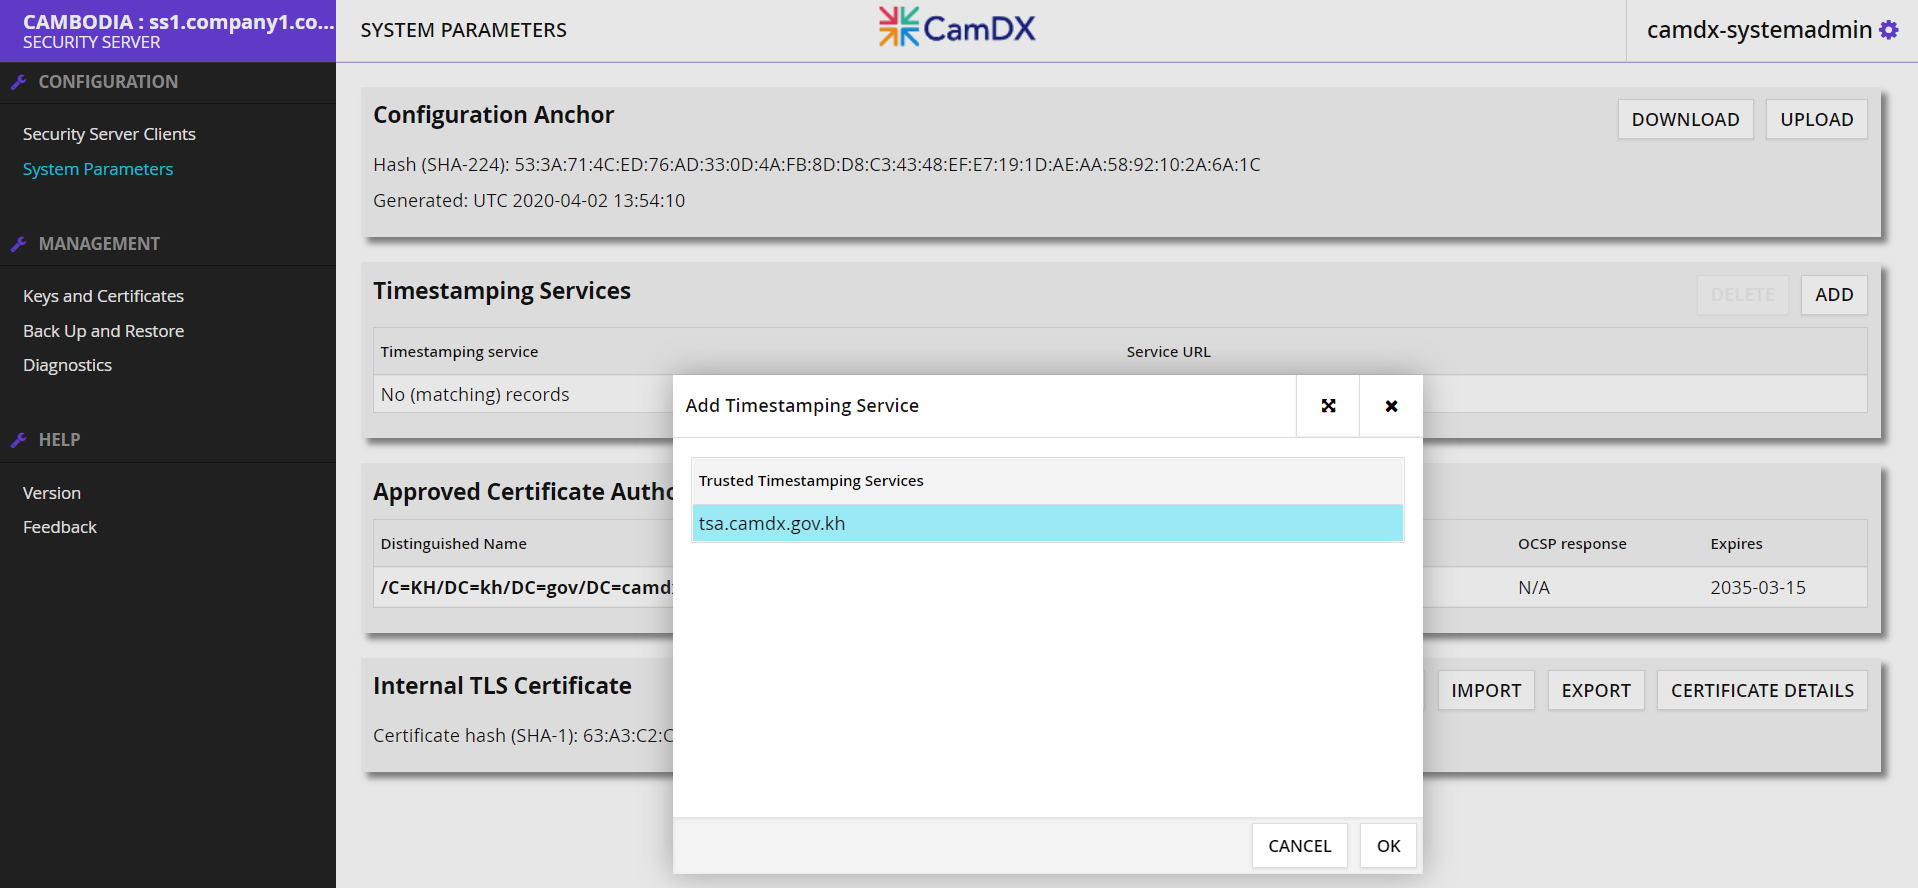 CAMBODIA : ss1.company1.co...
SECURITY SERVER
SYSTEM PARAMETERS
CamDX
camdx-systemadmin
CONFIGURATION
Security Server Clients
System Parameters
MANAGEMENT
Keys and Certificates
Back Up and Restore
Diagnostics
HELP
Version
Feedback
Configuration Anchor
DOWNLOAD
UPLOAD
Hash (SHA-224): 53:3A:71:4C:ED:76:AD:33:0D:4A:FB:8D:D8:C3:43:48:EF:E7:19:1D:AE:AA:58:92:10:2A:6A:1C
Generated: UTC 2020-04-02 13:54:10
Timestamping Services
DELETE
ADD
Timestamping service
Service URL
No (matching) records
Add Timestamping Service
Trusted Timestamping Services
tsa.camdx.gov.kh
CANCEL
OK
Approved Certificate Autho
Distinguished Name
OCSP response
Expires
/C=KH/DC=kh/DC=gov/DC=camd
N/A
2035-03-15
Internal TLS Certificate
IMPORT
EXPORT
CERTIFICATE DETAILS
Certificate hash (SHA-1): 63:A3:C2:C